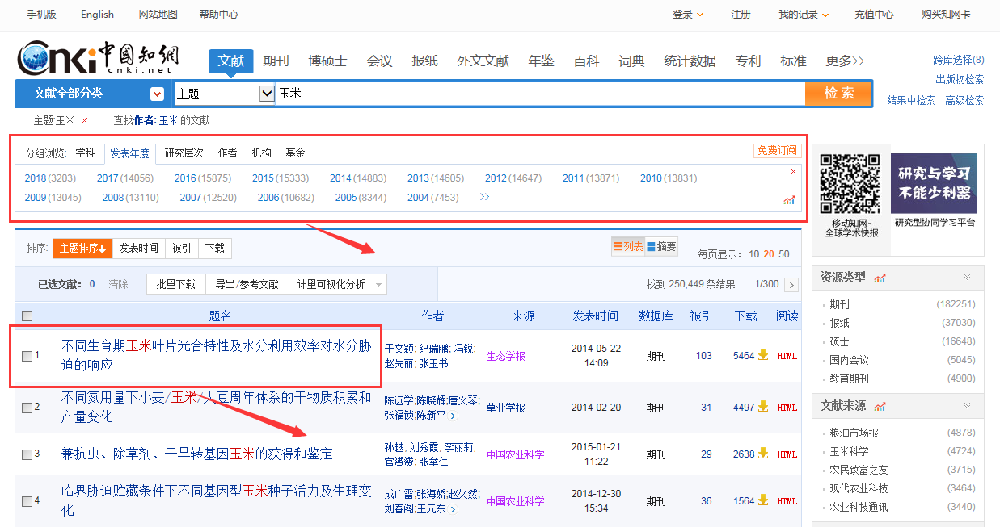 手机版 English 网站地图 帮助中心 登录 注册 我的记录 充值中心 购买知网卡
cnki 中国知網
cnki.net
文献 期刊 博硕士 会议 报纸 外文文献 年鉴 百科 词典 统计数据 专利 标准 更多>>
跨库选择(8)
出版物检索
文献全部分类 主题 玉米 检索
结果中检索 高级检索
主题:玉米 × 查找作者: 玉米 的文献
分组浏览: 学科 发表年度 研究层次 作者 机构 基金 免费订阅
2018(3203) 2017(14056) 2016(15875) 2015(15333) 2014(14883) 2013(14605) 2012(14647) 2011(13871) 2010(13831)
2009(13045) 2008(13110) 2007(12520) 2006(10682) 2005(8344) 2004(7453) >>
研究与学习
不能少利器
移动知网-
全球学术快报
研究型协同学习平台
排序: 主题排序 发表时间 被引 下载 列表 摘要 每页显示: 10 20 50
已选文献: 0 清除 批量下载 导出/参考文献 计量可视化分析 找到 250,449 条结果 1/300 >
题名 作者 来源 发表时间 数据库 被引 下载 阅读
1 不同生育期玉米叶片光合特性及水分利用效率对水分胁
迫的响应
于文颖; 纪瑞鹏; 冯锐;
赵先丽; 张玉书
生态学报
2014-05-22
14:09
期刊 103 5464 HTML
2 不同氮用量下小麦/玉米/大豆周年体系的干物质积累和
产量变化
陈远学;陈晓辉;唐义琴;
张福锁;陈新平 >
草业学报 2014-02-20 期刊 31 4497 HTML
3 兼抗虫、除草剂、干旱转基因玉米的获得和鉴定
孙越; 刘秀霞; 李丽莉;
官赟赟; 张举仁
中国农业科学
2015-01-21
11:22
期刊 29 2638 HTML
4 临界胁迫贮藏条件下不同基因型玉米种子活力及生理变
化
成广雷;张海娇;赵久然;
刘春阁;王元东 >
中国农业科学
2014-12-30
15:34
期刊 36 1564 HTML
资源类型
期刊 (182251)
报纸 (37030)
硕士 (16648)
国内会议 (5045)
教育期刊 (4900)
文献来源
粮油市场报 (4878)
玉米科学 (4724)
农民致富之友 (3715)
现代农业科技 (3464)
农业科技通讯 (3440)